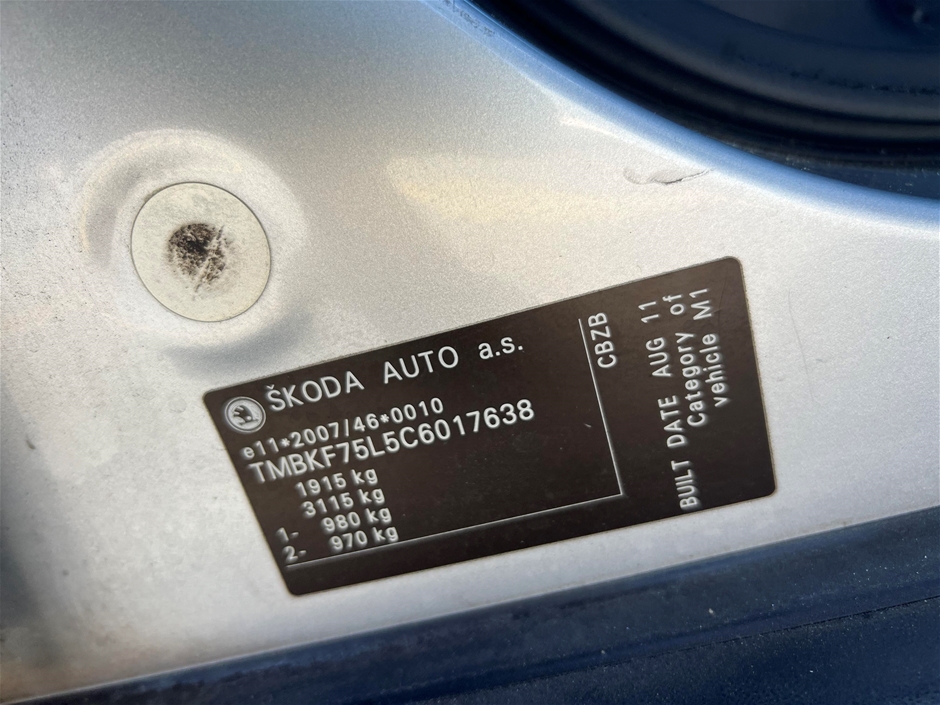 ŠKODA AUTO a.s.
e11*2007/46*0010
TMBKF75L5C6017638
1915 kg
3115 kg
1- 980 kg
2- 970 kg
CBZB
BUILT DATE AUG 11
Category of
vehicle M1